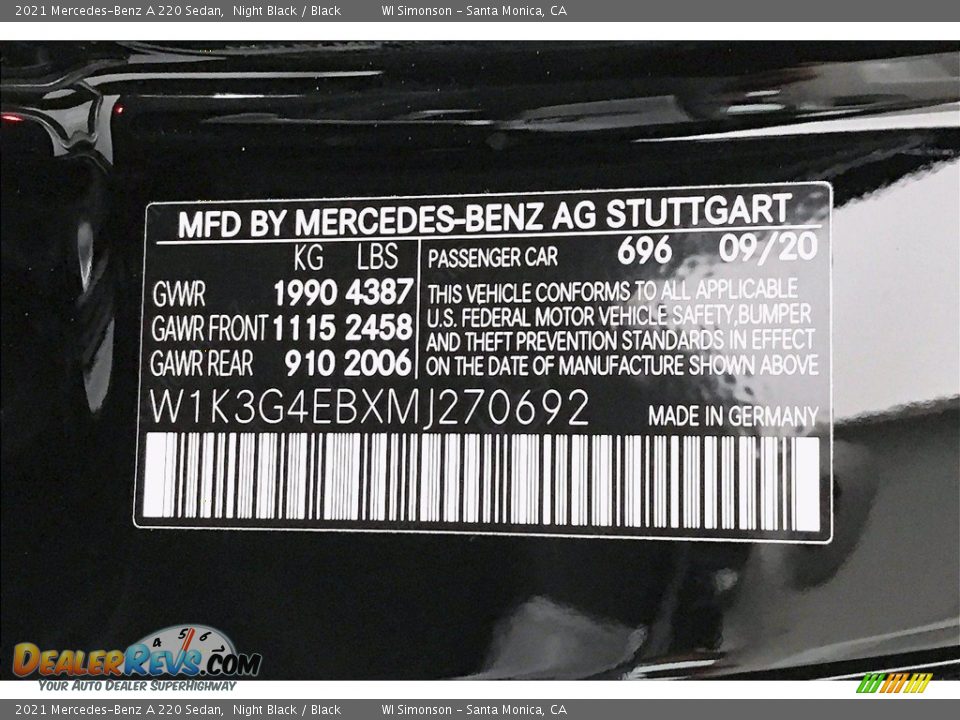 2021 Mercedes-Benz A 220 Sedan, Night Black / Black WI Simonson - Santa Monica, CA
MFD BY MERCEDES-BENZ AG STUTTGART
KG LBS PASSENGER CAR 696 09/20
GVWR 1990 4387
GAWR FRONT 1115 2458
GAWR REAR 910 2006
THIS VEHICLE CONFORMS TO ALL APPLICABLE
U.S. FEDERAL MOTOR VEHICLE SAFETY,BUMPER
AND THEFT PREVENTION STANDARDS IN EFFECT
ON THE DATE OF MANUFACTURE SHOWN ABOVE
W1K3G4EBXMJ270692 MADE IN GERMANY
4 5 6
DEALERREVS.COM
YOUR AUTO DEALER SUPERHIGHWAY
2021 Mercedes-Benz A 220 Sedan, Night Black / Black WI Simonson - Santa Monica, CA